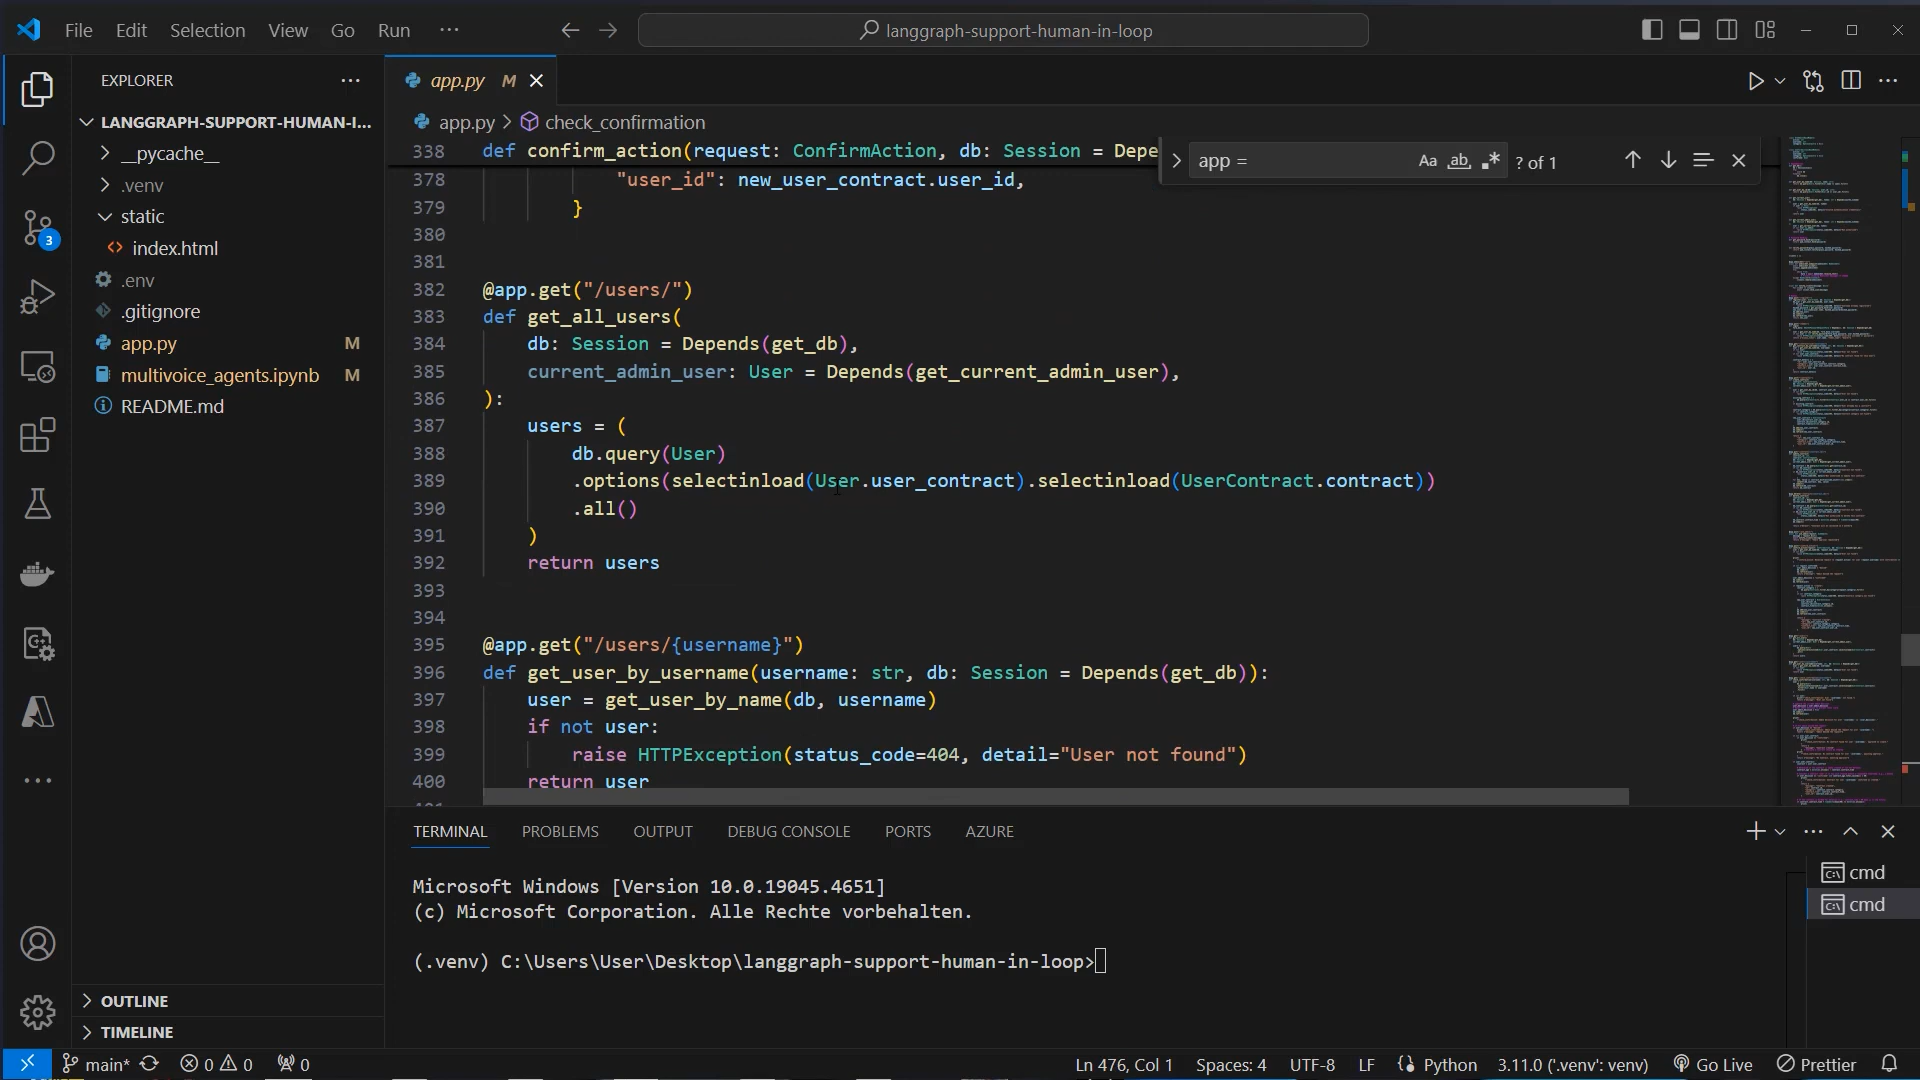 File Edit Selection View Go Run ···
langgraph-support-human-in-loop
EXPLORER
app.py M
LANGGRAPH-SUPPORT-HUMAN-I...
__pycache__
.venv
static
index.html
.env
.gitignore
app.py M
multivoice_agents.ipynb M
README.md
3
OUTLINE
TIMELINE
app.py > check_confirmation
app =
Aa ab ? of 1
338 def confirm_action(request: ConfirmAction, db: Session = Depe
378 "user_id": new_user_contract.user_id,
379 }
380
381
382 @app.get("/users/")
383 def get_all_users(
384 db: Session = Depends(get_db),
385 current_admin_user: User = Depends(get_current_admin_user),
386 ):
387 users = (
388 db.query(User)
389 .options(selectinload(User.user_contract).selectinload(UserContract.contract))
390 .all()
391 )
392 return users
393
394
395 @app.get("/users/{username}")
396 def get_user_by_username(username: str, db: Session = Depends(get_db)):
397 user = get_user_by_name(db, username)
398 if not user:
399 raise HTTPException(status_code=404, detail="User not found")
400 return user
TERMINAL PROBLEMS OUTPUT DEBUG CONSOLE PORTS AZURE
Microsoft Windows [Version 10.0.19045.4651]
(c) Microsoft Corporation. Alle Rechte vorbehalten.
(.venv) C:\Users\User\Desktop\langgraph-support-human-in-loop>
cmd
cmd
main* 0 0 0 Ln 476, Col 1 Spaces: 4 UTF-8 LF Python 3.11.0 ('.venv': venv) Go Live Prettier